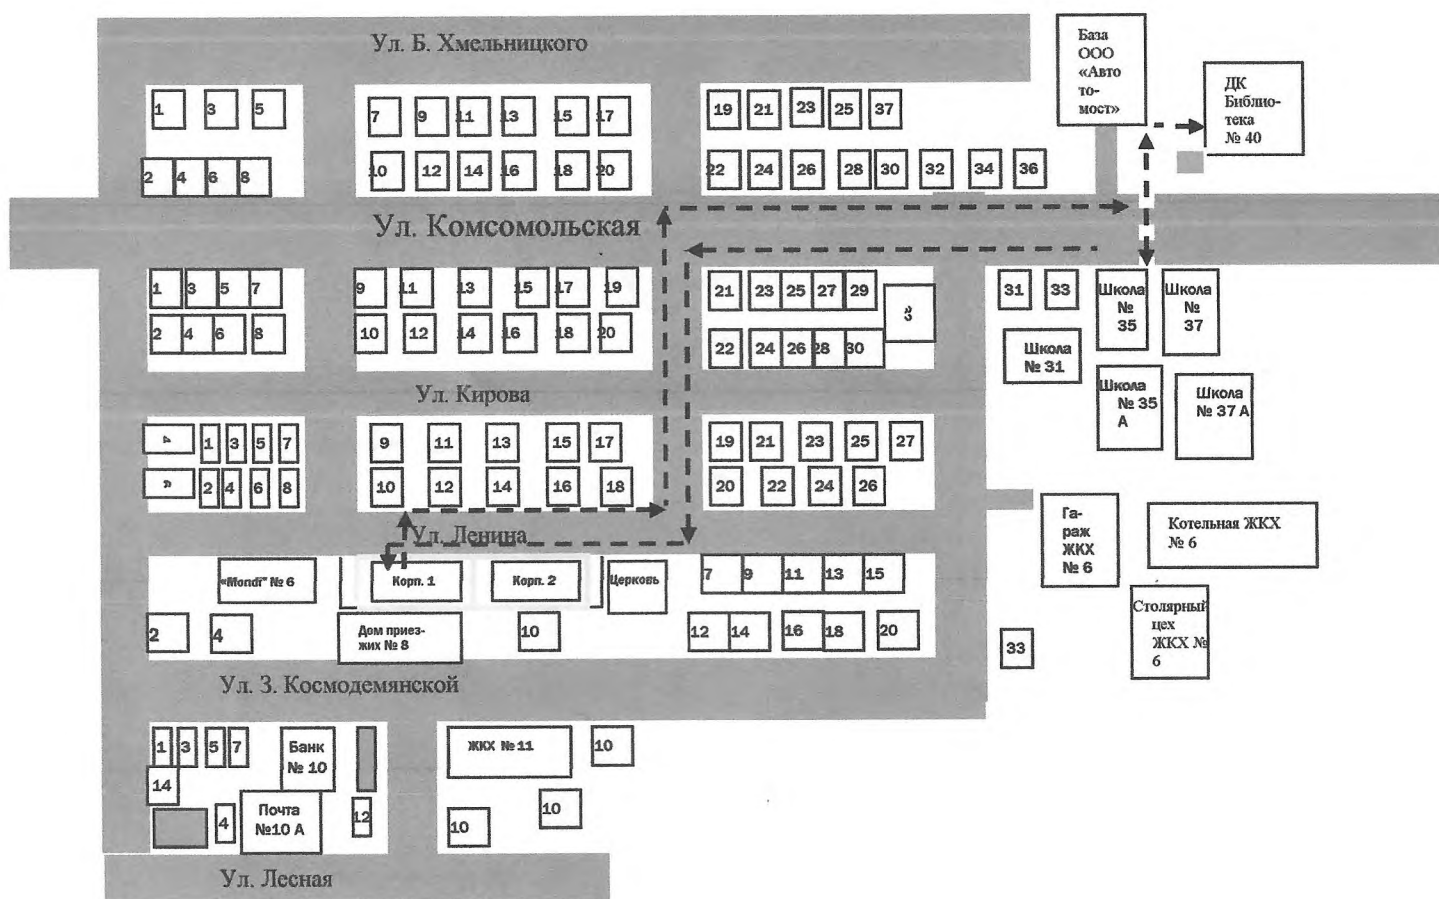 Ул. Б. Хмельницкого
База
ООО
«Авто
то-
мост»
ДК
Библио-
тека
№ 40
1 3 5
7 9 11 13 15 17
19 21 23 25 37
2 4 6 8
10 12 14 16 18 20
22 24 26 28 30 32 34 36
Ул. Комсомольская
1 3 5 7
9 11 13 15 17 19
21 23 25 27 29
31 33
Школа
№
35
Школа
№
37
2 4 6 8
10 12 14 16 18 20
22 24 26 28 30
Школа
№ 31
Школа
№ 35
А
Школа
№ 37 А
Ул. Кирова
1 3 5 7
9 11 13 15 17
19 21 23 25 27
2 4 6 8
10 12 14 16 18
20 22 24 26
Ул. Ленина
Га-
раж
ЖКХ
№ 6
Котельная ЖКХ
№ 6
«Mondi" № 6
Корп. 1
Корп. 2
Церковь
7 9 11 13 15
Столярный
цех
ЖКХ №
6
2 4
Дом приез-
жих № 8
10
12 14 16 18 20
33
Ул. З. Космодемянской
1 3 5 7
Банк
№ 10
ЖКХ № 11
10
14
4
Почта
№10 А
12
10
10
Ул. Лесная